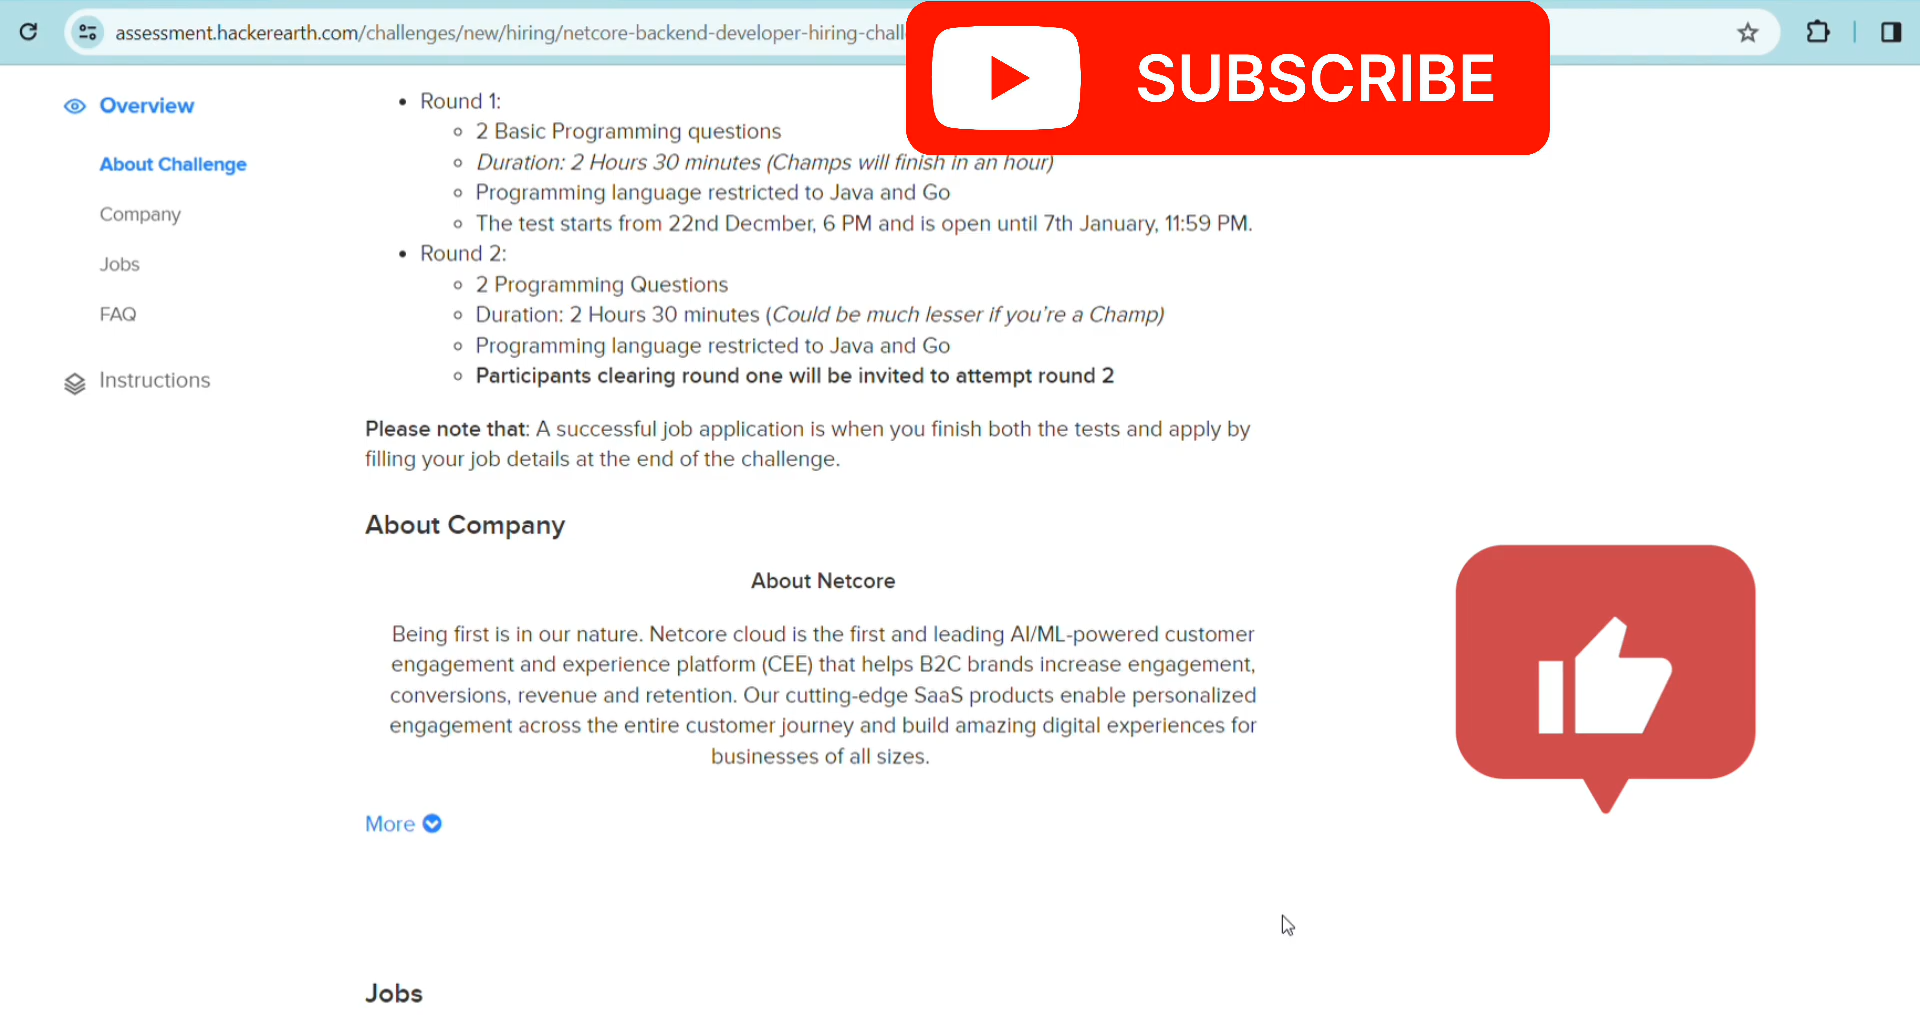 assessment.hackerearth.com/challenges/new/hiring/netcore-backend-developer-hiring-chall
SUBSCRIBE
Overview
About Challenge
Company
Jobs
FAQ
Instructions
• Round 1:
◦ 2 Basic Programming questions
◦ Duration: 2 Hours 30 minutes (Champs will finish in an hour)
◦ Programming language restricted to Java and Go
◦ The test starts from 22nd Decmber, 6 PM and is open until 7th January, 11:59 PM.
• Round 2:
◦ 2 Programming Questions
◦ Duration: 2 Hours 30 minutes (Could be much lesser if you're a Champ)
◦ Programming language restricted to Java and Go
◦ Participants clearing round one will be invited to attempt round 2
Please note that: A successful job application is when you finish both the tests and apply by
filling your job details at the end of the challenge.
About Company
About Netcore
Being first is in our nature. Netcore cloud is the first and leading AI/ML-powered customer
engagement and experience platform (CEE) that helps B2C brands increase engagement,
conversions, revenue and retention. Our cutting-edge SaaS products enable personalized
engagement across the entire customer journey and build amazing digital experiences for
businesses of all sizes.
More
Jobs